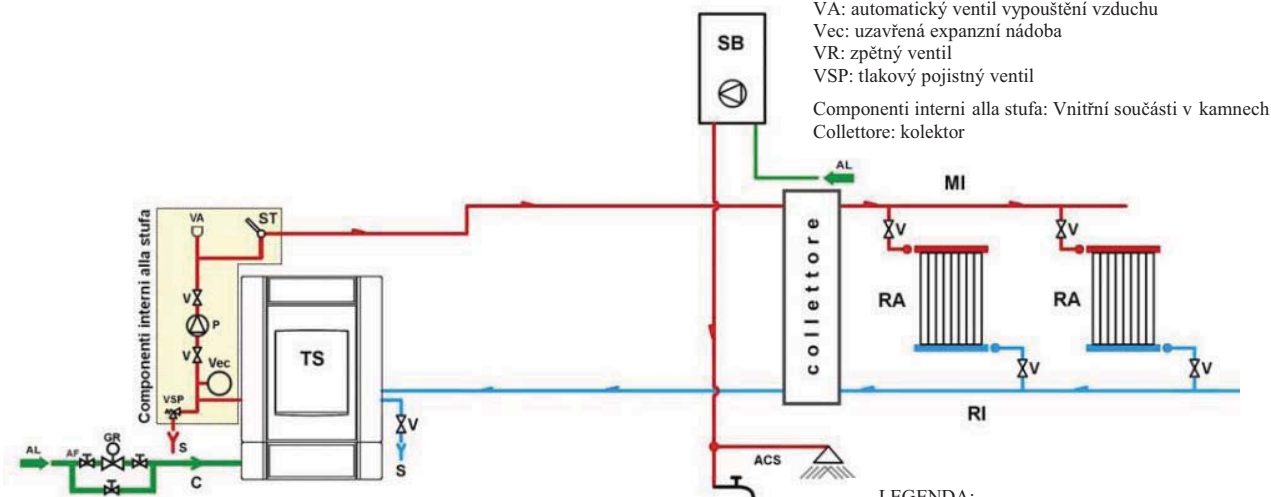 VA: automatický ventil vypouštění vzduchu
Vec: uzavřená expanzní nádoba
VR: zpětný ventil
VSP: tlakový pojistný ventil
Componenti interni alla stufa: Vnitřní součásti v kamnech
Collettore: kolektor
SB
AL
MI
VA
ST
Componenti interni alla stufa
V
P
V
Vec
VSP
S
TS
V
S
collettore
V
V
RA
RA
V
V
RI
AL
AF
GR
C
ACS
LEGENDA: